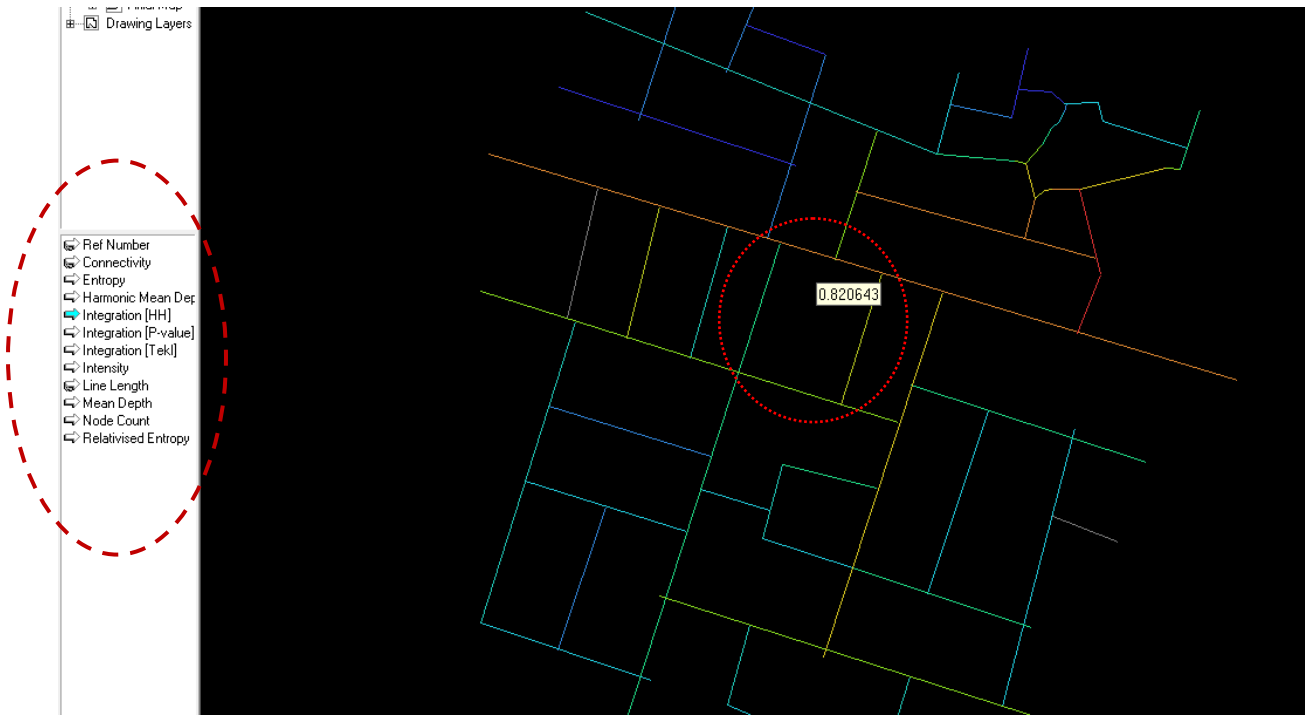 Drawing Layers
Ref Number
Connectivity
Entropy
Harmonic Mean Dep
Integration [HH]
Integration [P-value]
Integration [Tekl]
Intensity
Line Length
Mean Depth
Node Count
Relativised Entropy
0.820643